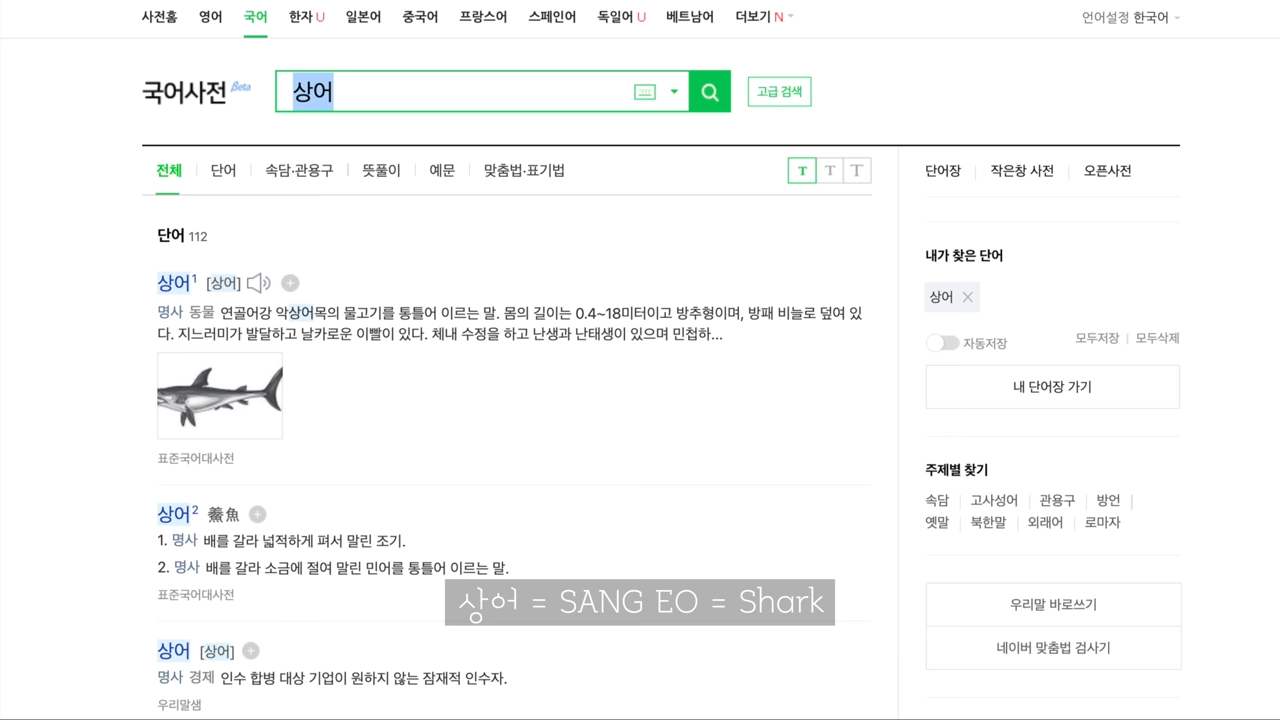 사전홈 영어 국어 한자 U 일본어 중국어 프랑스어 스페인어 독일어 U 베트남어 더보기 N 언어설정 한국어
국어사전 Beta 상어 고급 검색
전체 단어 속담·관용구 뜻풀이 예문 맞춤법·표기법 T T T
단어 112
상어1 [상어]
명사 동물 연골어강 악상어목의 물고기를 통틀어 이르는 말. 몸의 길이는 0.4~18미터이고 방추형이며, 방패 비늘로 덮여 있
다. 지느러미가 발달하고 날카로운 이빨이 있다. 체내 수정을 하고 난생과 난태생이 있으며 민첩하...
표준국어대사전
상어2 鮝魚
1. 명사 배를 갈라 넓적하게 펴서 말린 조기.
2. 명사 배를 갈라 소금에 절여 말린 민어를 통틀어 이르는 말.
표준국어대사전
상어 = SANG EO = Shark
상어 [상어]
명사 경제 인수 합병 대상 기업이 원하지 않는 잠재적 인수자.
우리말샘
단어장 작은창 사전 오픈사전
내가 찾은 단어
상어
자동저장 모두저장 모두삭제
내 단어장 가기
주제별 찾기
속담 고사성어 관용구 방언
옛말 북한말 외래어 로마자
우리말 바로쓰기
네이버 맞춤법 검사기